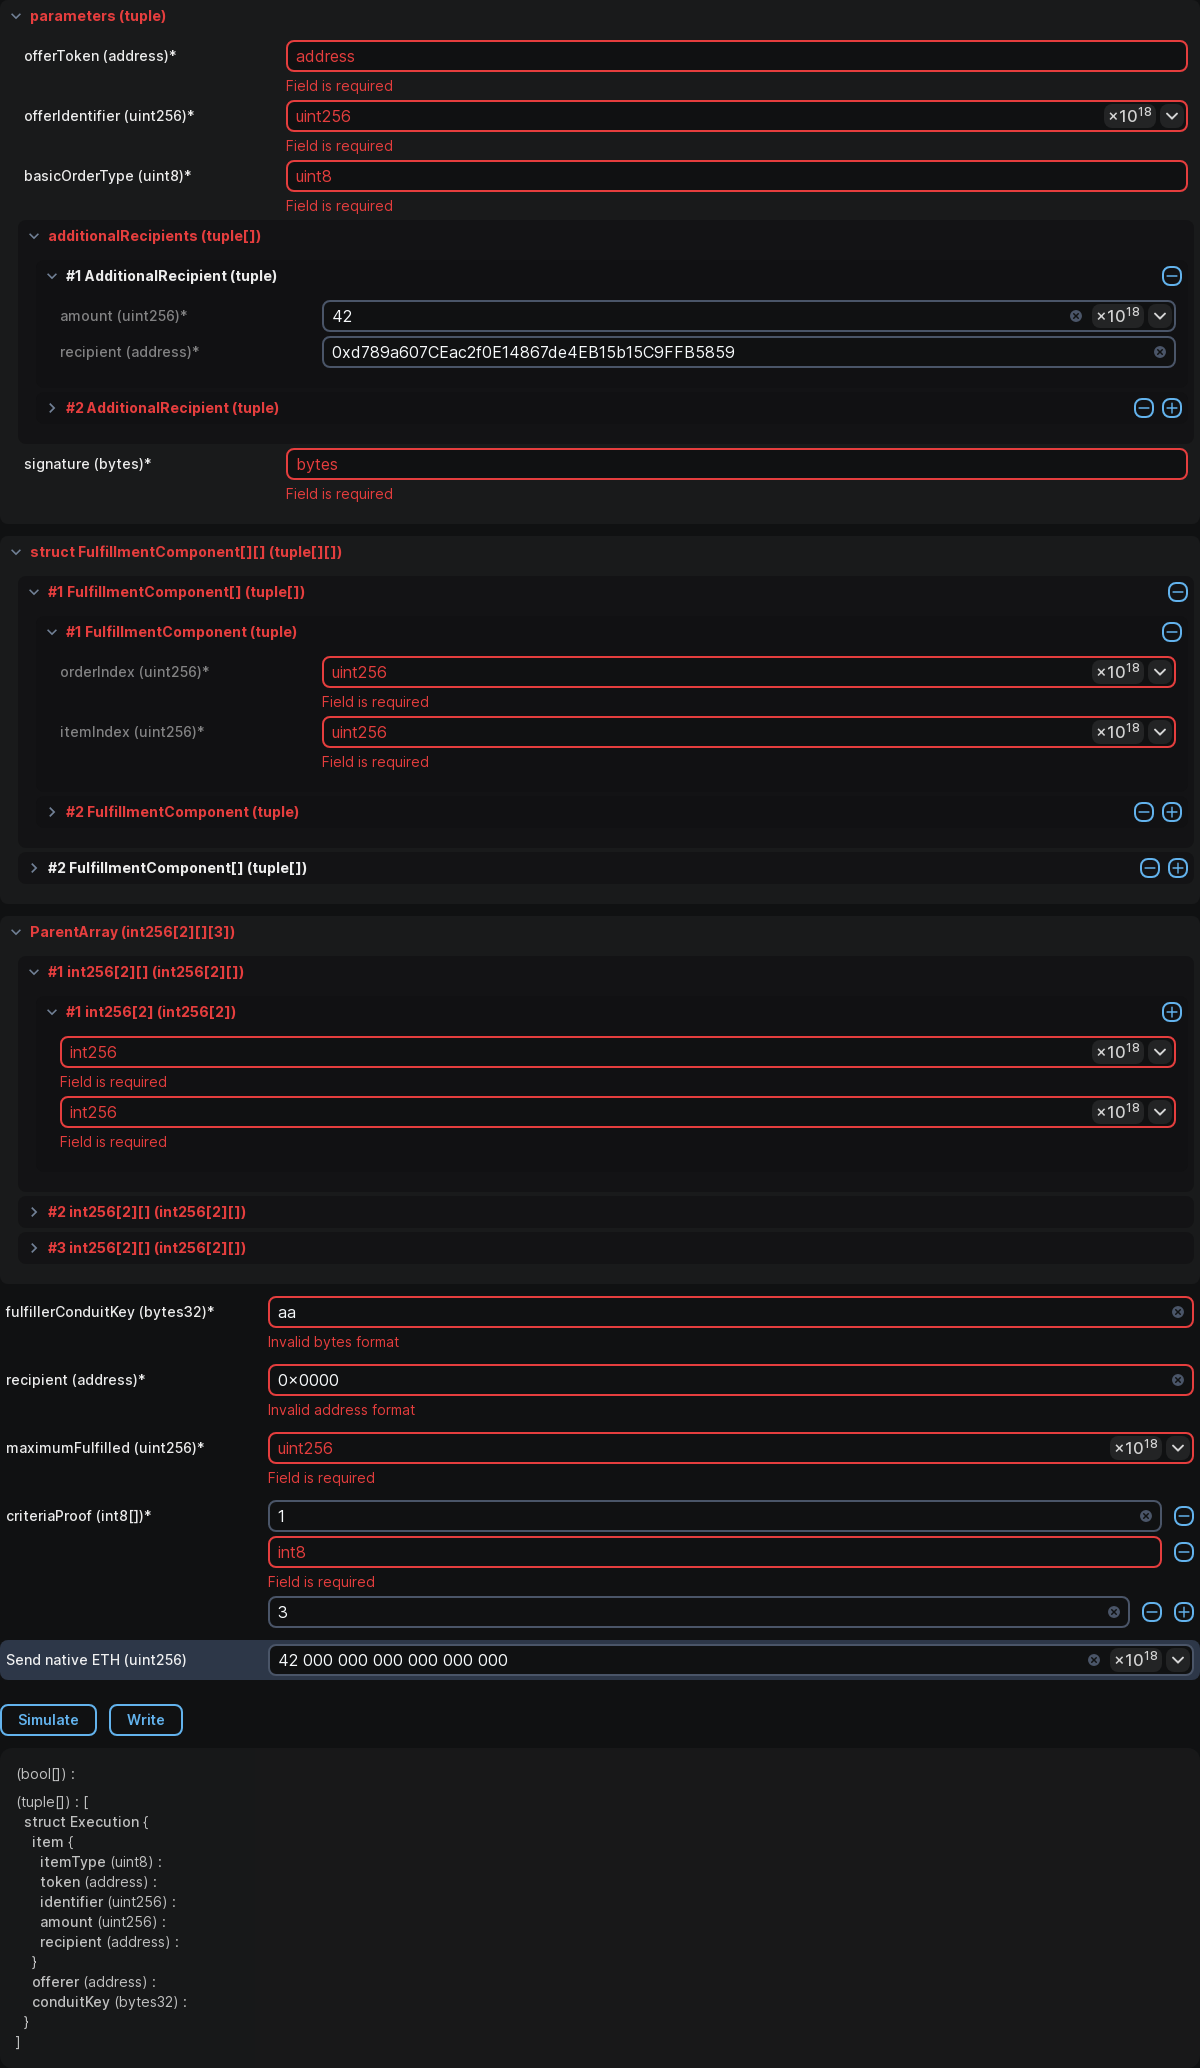 parameters (tuple)
offerToken (address)*
address
Field is required
offerIdentifier (uint256)*
uint256 ×10^18
Field is required
basicOrderType (uint8)*
uint8
Field is required
additionalRecipients (tuple[])
#1 AdditionalRecipient (tuple)
amount (uint256)*
42 ×10^18
recipient (address)*
0xd789a607CEac2f0E14867de4EB15b15C9FFB5859
#2 AdditionalRecipient (tuple)
signature (bytes)*
bytes
Field is required
struct FulfillmentComponent[][] (tuple[][])
#1 FulfillmentComponent[] (tuple[])
#1 FulfillmentComponent (tuple)
orderIndex (uint256)*
uint256 ×10^18
Field is required
itemIndex (uint256)*
uint256 ×10^18
Field is required
#2 FulfillmentComponent (tuple)
#2 FulfillmentComponent[] (tuple[])
ParentArray (int256[2][][3])
#1 int256[2][] (int256[2][])
#1 int256[2] (int256[2])
int256 ×10^18
Field is required
int256 ×10^18
Field is required
#2 int256[2][] (int256[2][])
#3 int256[2][] (int256[2][])
fulfillerConduitKey (bytes32)*
aa
Invalid bytes format
recipient (address)*
0x0000
Invalid address format
maximumFulfilled (uint256)*
uint256 ×10^18
Field is required
criteriaProof (int8[])*
1
int8
Field is required
3
Send native ETH (uint256)
42 000 000 000 000 000 000 ×10^18
Simulate Write
(bool[]) :
(tuple[]) : [
struct Execution {
item {
itemType (uint8) :
token (address) :
identifier (uint256) :
amount (uint256) :
recipient (address) :
}
offerer (address) :
conduitKey (bytes32) :
}
]